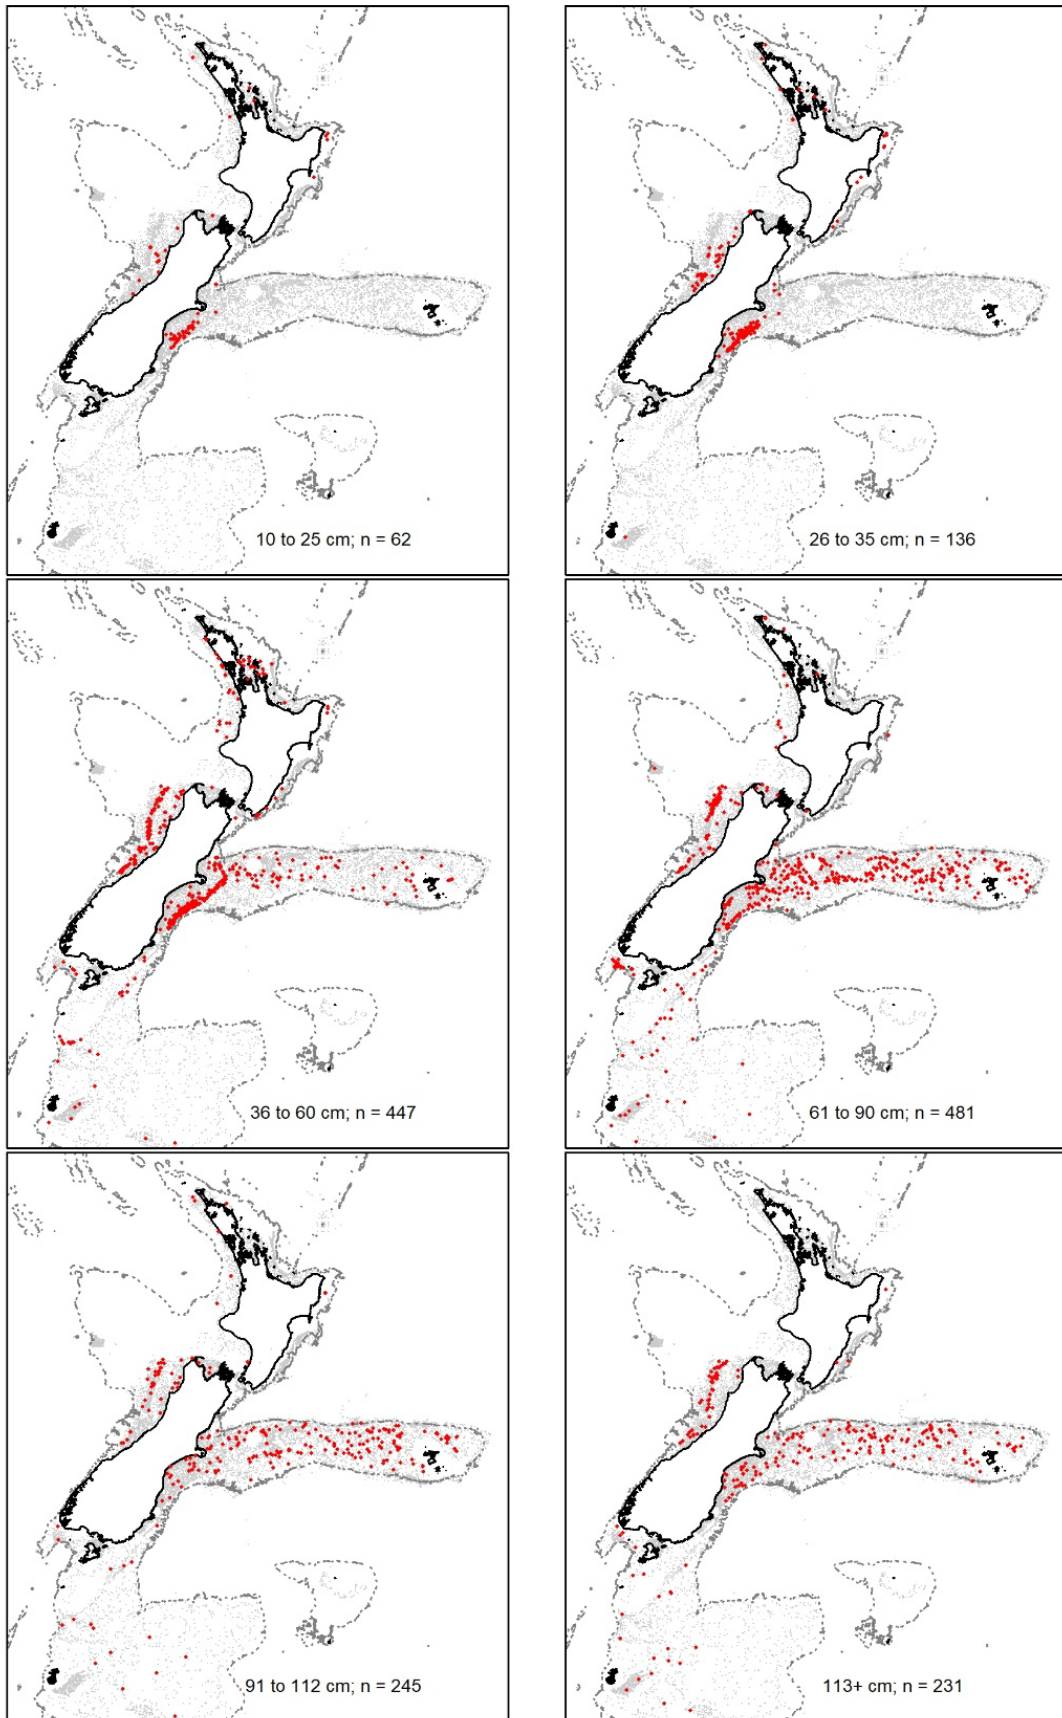 10 to 25 cm; n = 62
26 to 35 cm; n = 136
36 to 60 cm; n = 447
61 to 90 cm; n = 481
91 to 112 cm; n = 245
113+ cm; n = 231